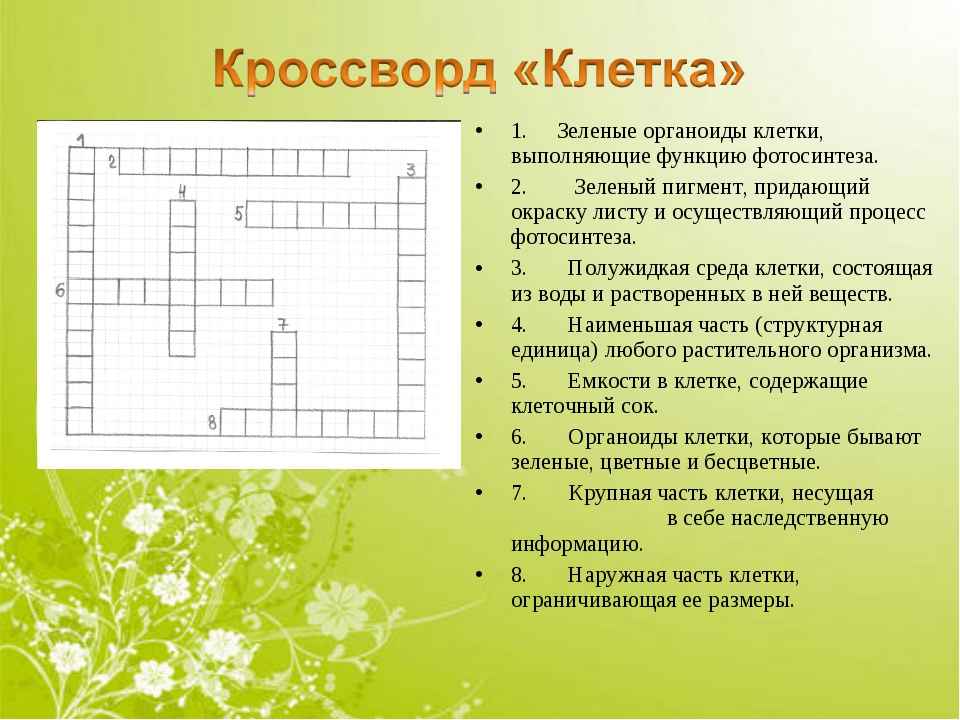 Кроссворд «Клетка»
1
2
3
4
5
6
7
8
• 1. Зеленые органоиды клетки,
выполняющие функцию фотосинтеза.
• 2. Зеленый пигмент, придающий
окраску листу и осуществляющий процесс
фотосинтеза.
• 3. Полужидкая среда клетки, состоящая
из воды и растворенных в ней веществ.
• 4. Наименьшая часть (структурная
единица) любого растительного организма.
• 5. Емкости в клетке, содержащие
клеточный сок.
• 6. Органоиды клетки, которые бывают
зеленые, цветные и бесцветные.
• 7. Крупная часть клетки, несущая
в себе наследственную
информацию.
• 8. Наружная часть клетки,
ограничивающая ее размеры.